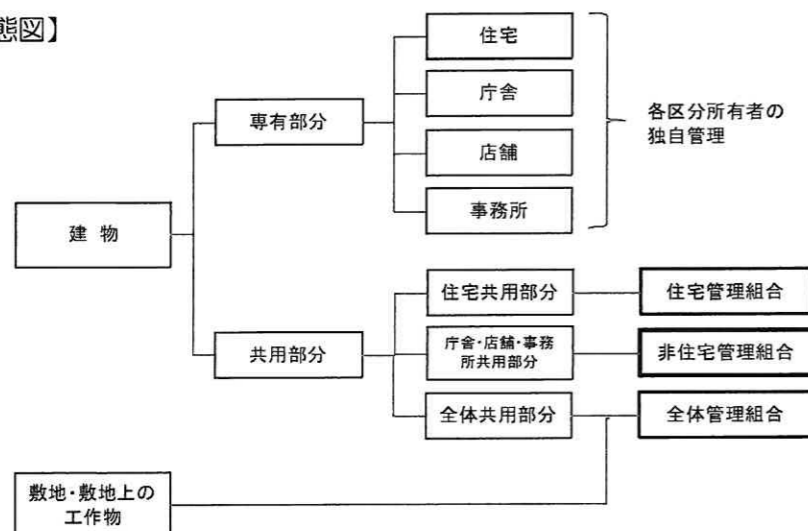 態図】
住宅
庁舎
専有部分
各区分所有者の
独自管理
店舗
事務所
建 物
住宅共用部分
住宅管理組合
共用部分
庁舎・店舗・事務
所共用部分
非住宅管理組合
全体共用部分
全体管理組合
敷地・敷地上の
工作物